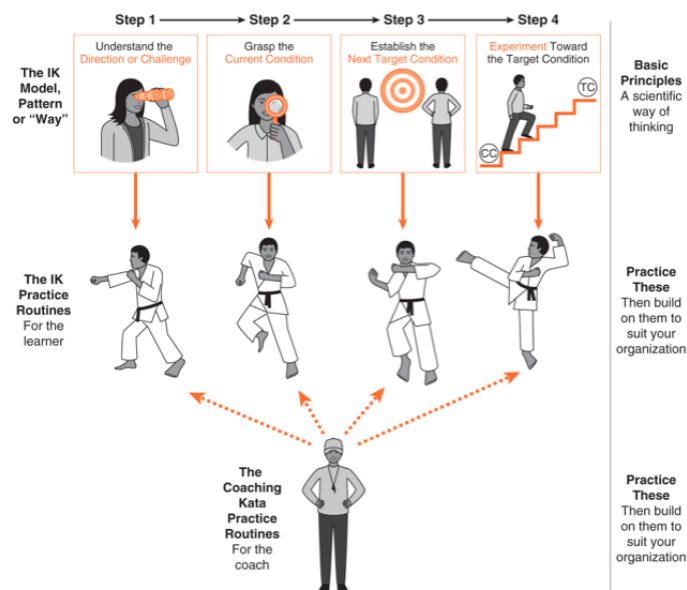 Step 1
Step 2
Step 3
Step 4
The IK
Model,
Pattern
or “Way”
Understand the
Direction or Challenge
Grasp the
Current Condition
Establish the
Next Target Condition
Experiment Toward
the Target Condition
TC
CC
Basic
Principles
A scientific
way of
thinking
The IK
Practice
Routines
For the
learner
Practice
These
Then build
on them to
suit your
organization
The
Coaching
Kata
Practice
Routines
For the
coach
Practice
These
Then build
on them to
suit your
organization